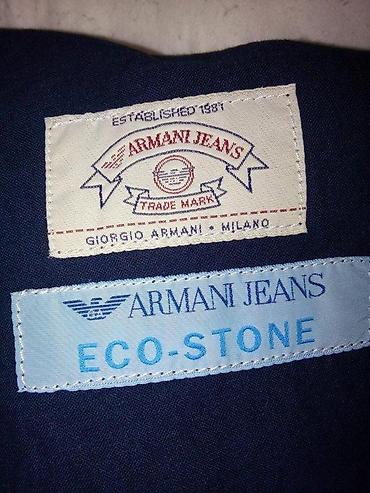 ESTABLISHED 1981
ARMANI JEANS
TRADE MARK
GIORGIO ARMANI • MILANO
ARMANI JEANS
ECO-STONE